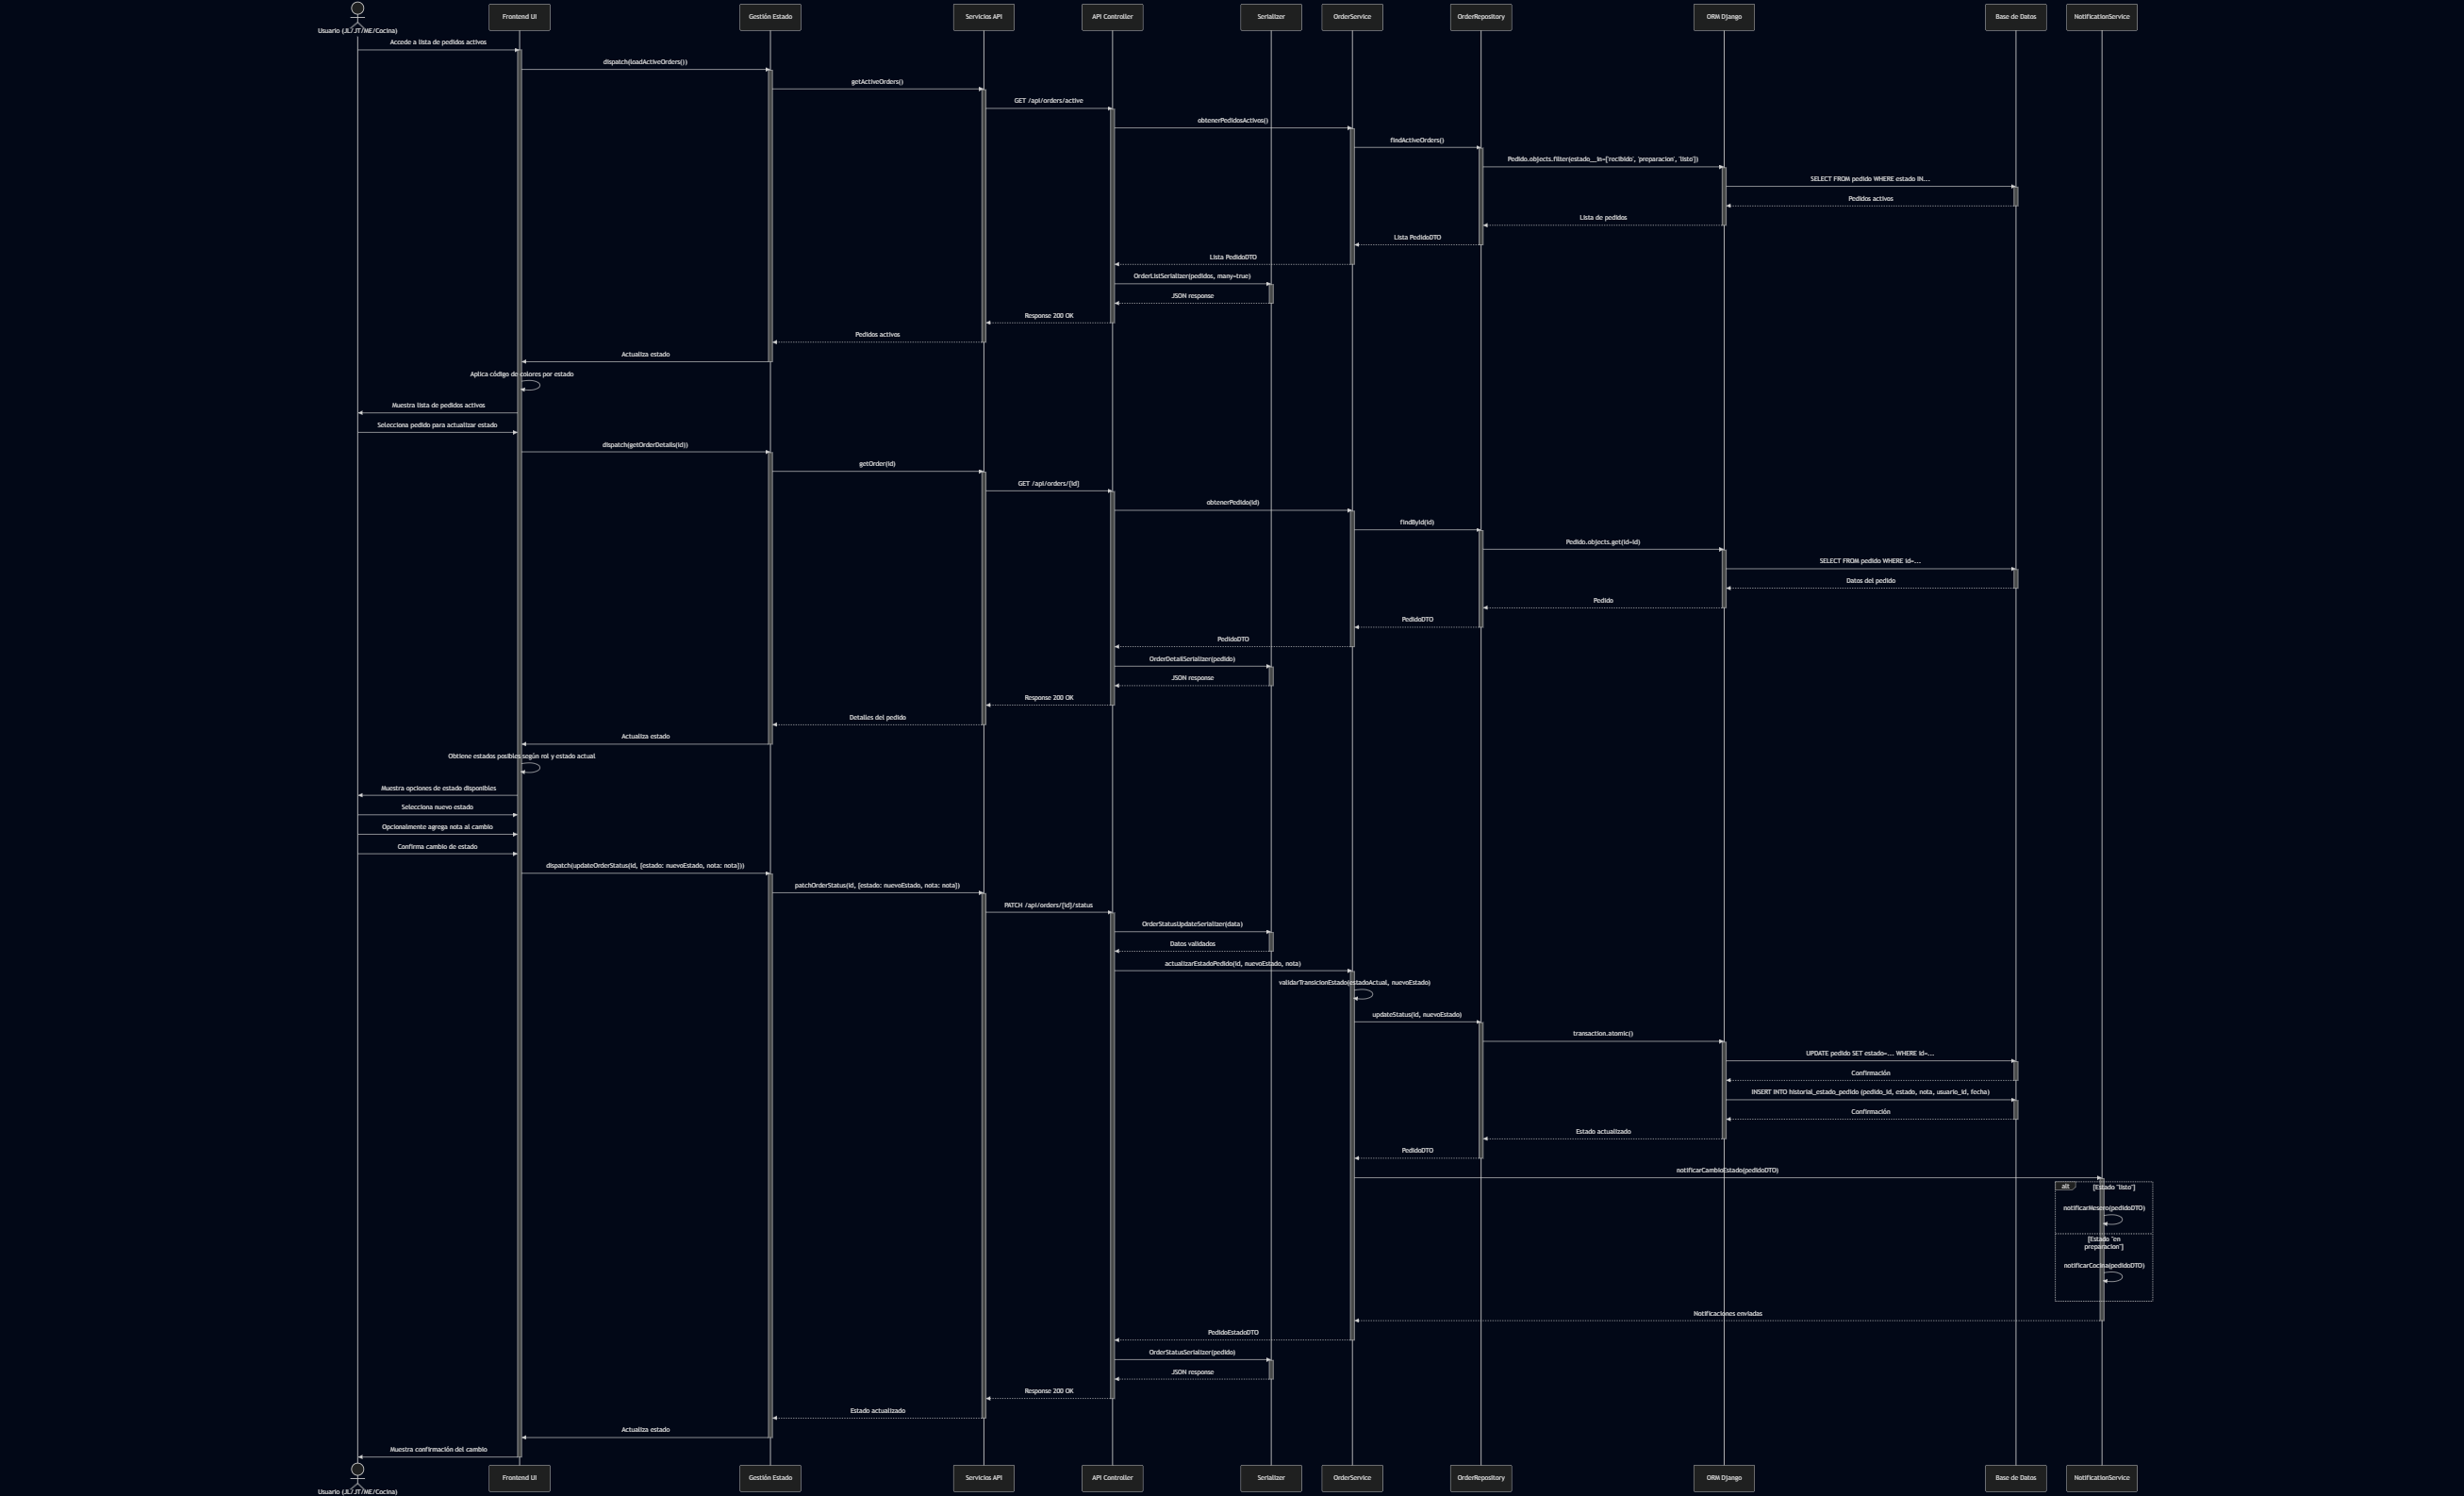 Usuario (JL/JT/ME/Cocina)
Frontend UI
Gestión Estado
Servicios API
API Controller
Serializer
OrderService
OrderRepository
ORM Django
Base de Datos
NotificationService
Accede a lista de pedidos activos
dispatch(loadActiveOrders())
getActiveOrders()
GET /api/orders/active
obtenerPedidosActivos()
findActiveOrders()
Pedido.objects.filter(estado__in=['recibido', 'preparacion', 'listo'])
SELECT FROM pedido WHERE estado IN...
Pedidos activos
Lista de pedidos
Lista PedidoDTO
Lista PedidoDTO
OrderListSerializer(pedidos, many=true)
JSON response
Response 200 OK
Pedidos activos
Actualiza estado
Aplica código de colores por estado
Muestra lista de pedidos activos
Selecciona pedido para actualizar estado
dispatch(getOrderDetails(id))
getOrder(id)
GET /api/orders/[id]
obtenerPedido(id)
findById(id)
Pedido.objects.get(id=id)
SELECT FROM pedido WHERE id=...
Datos del pedido
Pedido
PedidoDTO
PedidoDTO
OrderDetailSerializer(pedido)
JSON response
Response 200 OK
Detalles del pedido
Actualiza estado
Obtiene estados posibles según rol y estado actual
Muestra opciones de estado disponibles
Selecciona nuevo estado
Opcionalmente agrega nota al cambio
Confirma cambio de estado
dispatch(updateOrderStatus(id, [estado: nuevoEstado, nota: nota]))
patchOrderStatus(id, [estado: nuevoEstado, nota: nota])
PATCH /api/orders/[id]/status
OrderStatusUpdateSerializer(data)
Datos validados
actualizarEstadoPedido(id, nuevoEstado, nota)
validarTransicionEstado(estadoActual, nuevoEstado)
updateStatus(id, nuevoEstado)
transaction.atomic()
UPDATE pedido SET estado=... WHERE id=...
Confirmación
INSERT INTO historial_estado_pedido (pedido_id, estado, nota, usuario_id, fecha)
Confirmación
Estado actualizado
PedidoDTO
notificarCambioEstado(pedidoDTO)
alt
[Estado "listo"]
notificarMesero(pedidoDTO)
[Estado "en
preparacion"]
notificarCocina(pedidoDTO)
Notificaciones enviadas
PedidoEstadoDTO
OrderStatusSerializer(pedido)
JSON response
Response 200 OK
Estado actualizado
Actualiza estado
Muestra confirmación del cambio
Usuario (JL/JT/ME/Cocina)
Frontend UI
Gestión Estado
Servicios API
API Controller
Serializer
OrderService
OrderRepository
ORM Django
Base de Datos
NotificationService